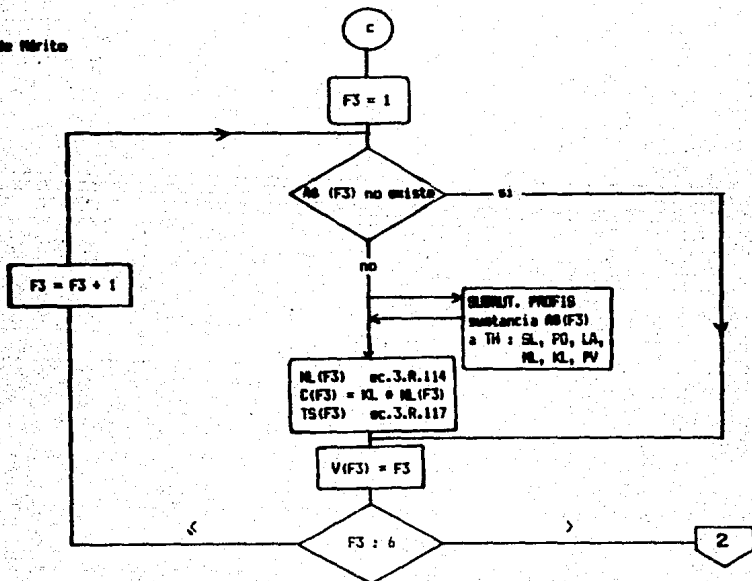 de Mérito
C
F3 = 1
A$ (F3) no existe
si
no
F3 = F3 + 1
SUBRUT. PROFIS
sustancia A$(F3)
a TH : SL, PO, LA,
ML, KL, PV
ML(F3) ec.3.R.114
C(F3) = KL * ML(F3)
TS(F3) ec.3.R.117
V(F3) = F3
<
F3 : 6
>
2